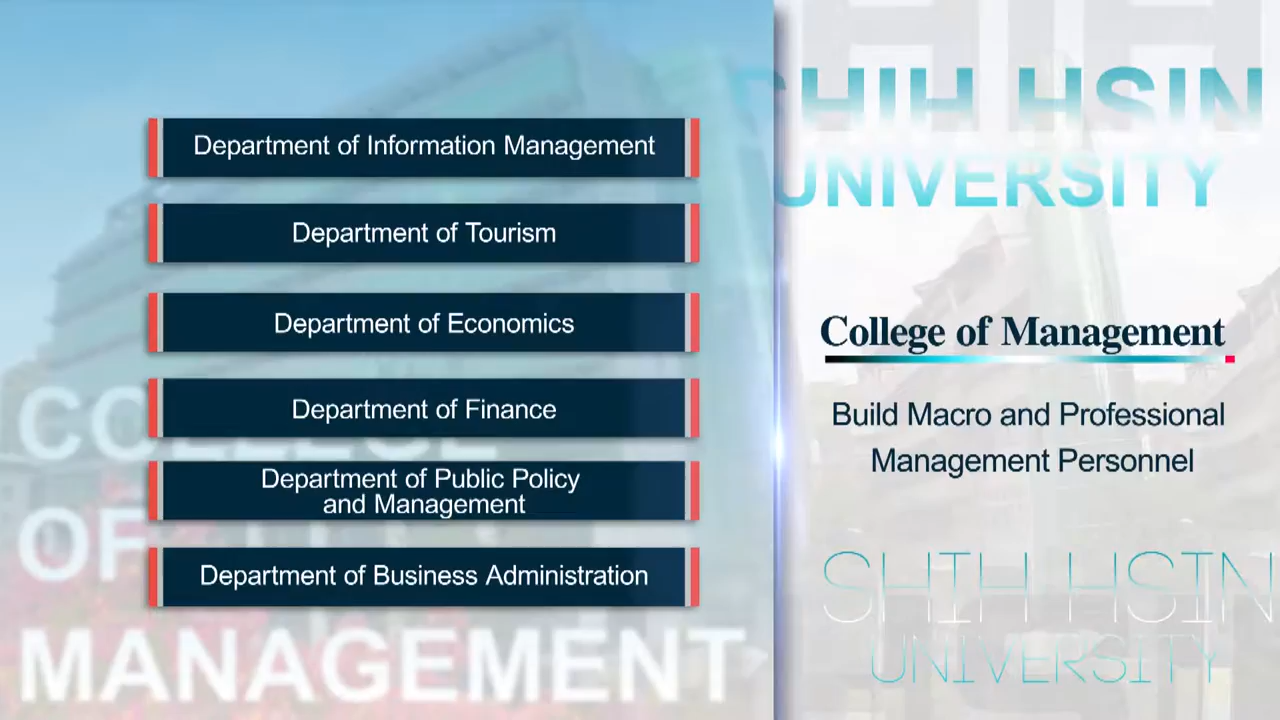 Department of Information Management
Department of Tourism
Department of Economics
Department of Finance
Department of Public Policy
and Management
Department of Business Administration
COLLEGE
OF
MANAGEMENT
SHIH HSIN
UNIVERSITY
College of Management
Build Macro and Professional
Management Personnel
SHIH HSIN
UNIVERSITY